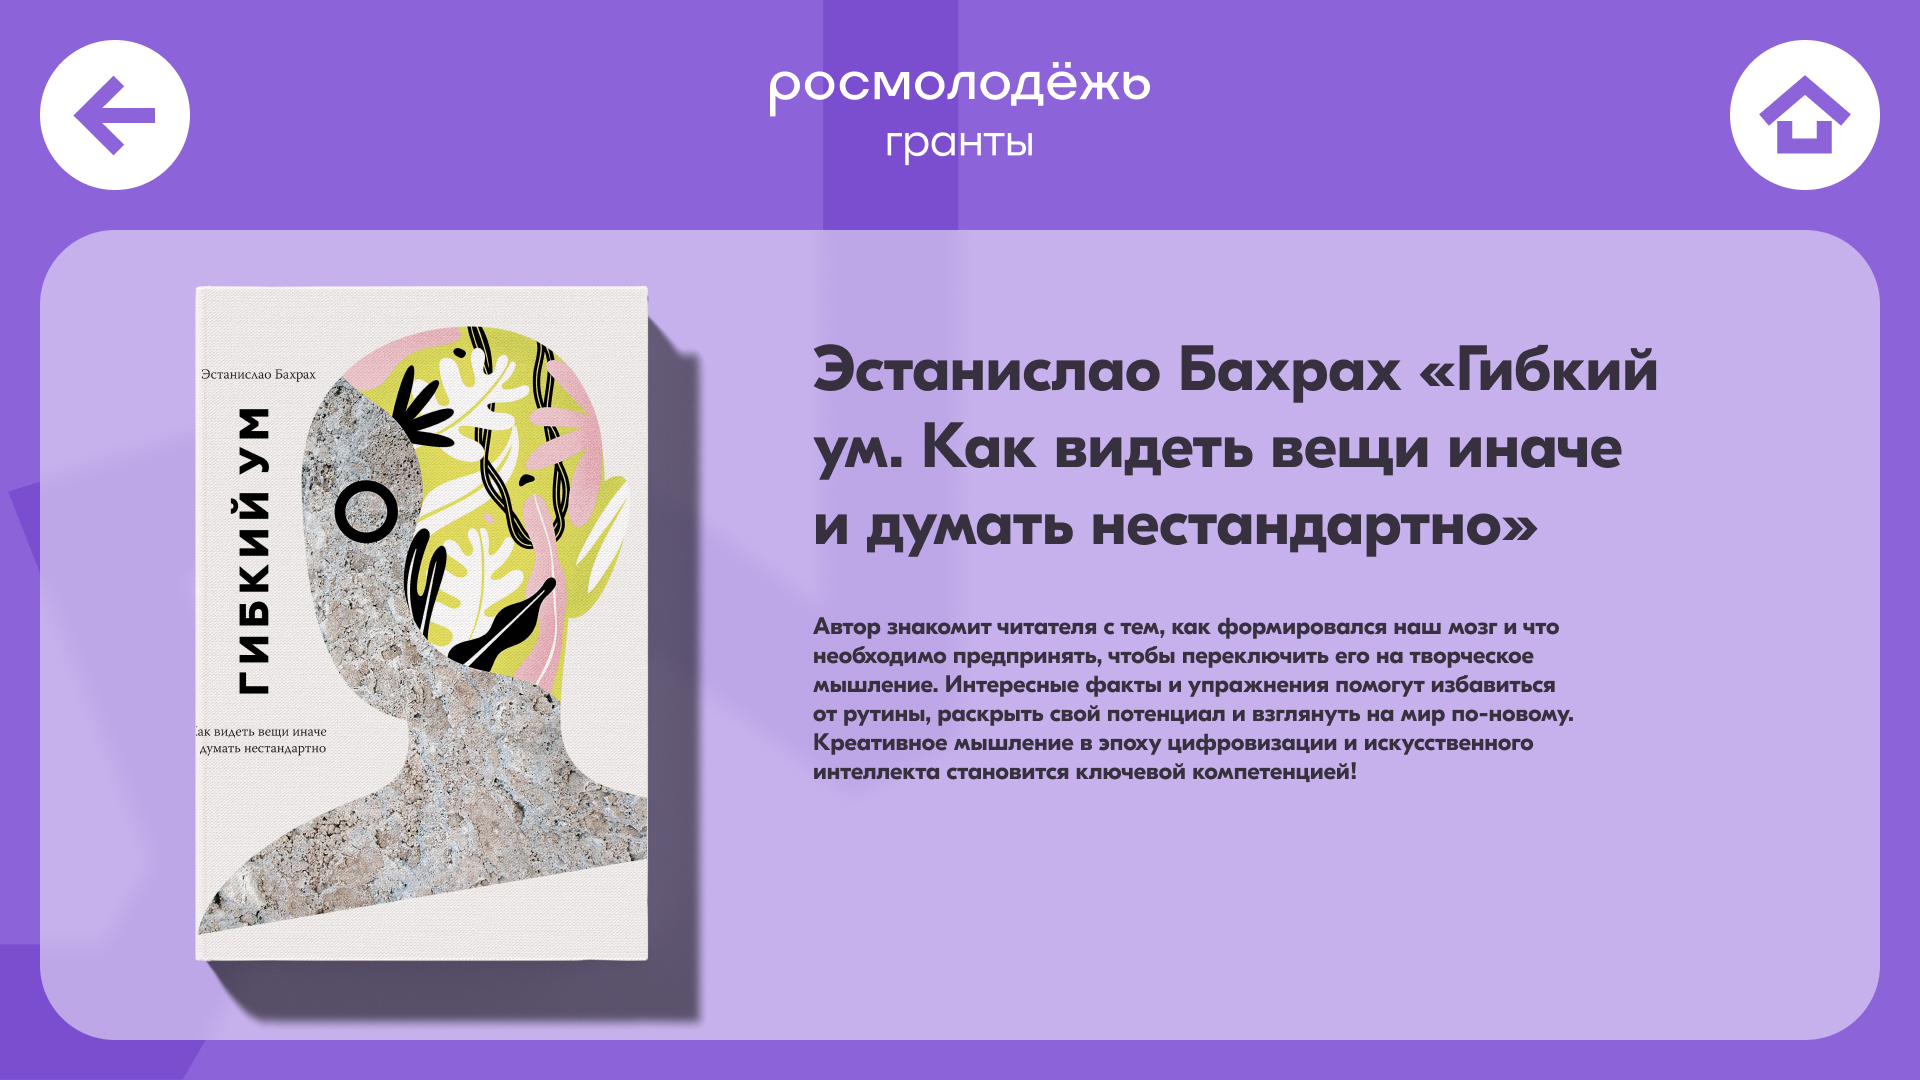 росмолодёжь
гранты
Эстанислао Бахрах
ГИБКИЙ УМ
как видеть вещи иначе
думать нестандартно
Эстанислао Бахрах «Гибкий
ум. Как видеть вещи иначе
и думать нестандартно»
Автор знакомит читателя с тем, как формировался наш мозг и что
необходимо предпринять, чтобы переключить его на творческое
мышление. Интересные факты и упражнения помогут избавиться
от рутины, раскрыть свой потенциал и взглянуть на мир по-новому.
Креативное мышление в эпоху цифровизации и искусственного
интеллекта становится ключевой компетенцией!